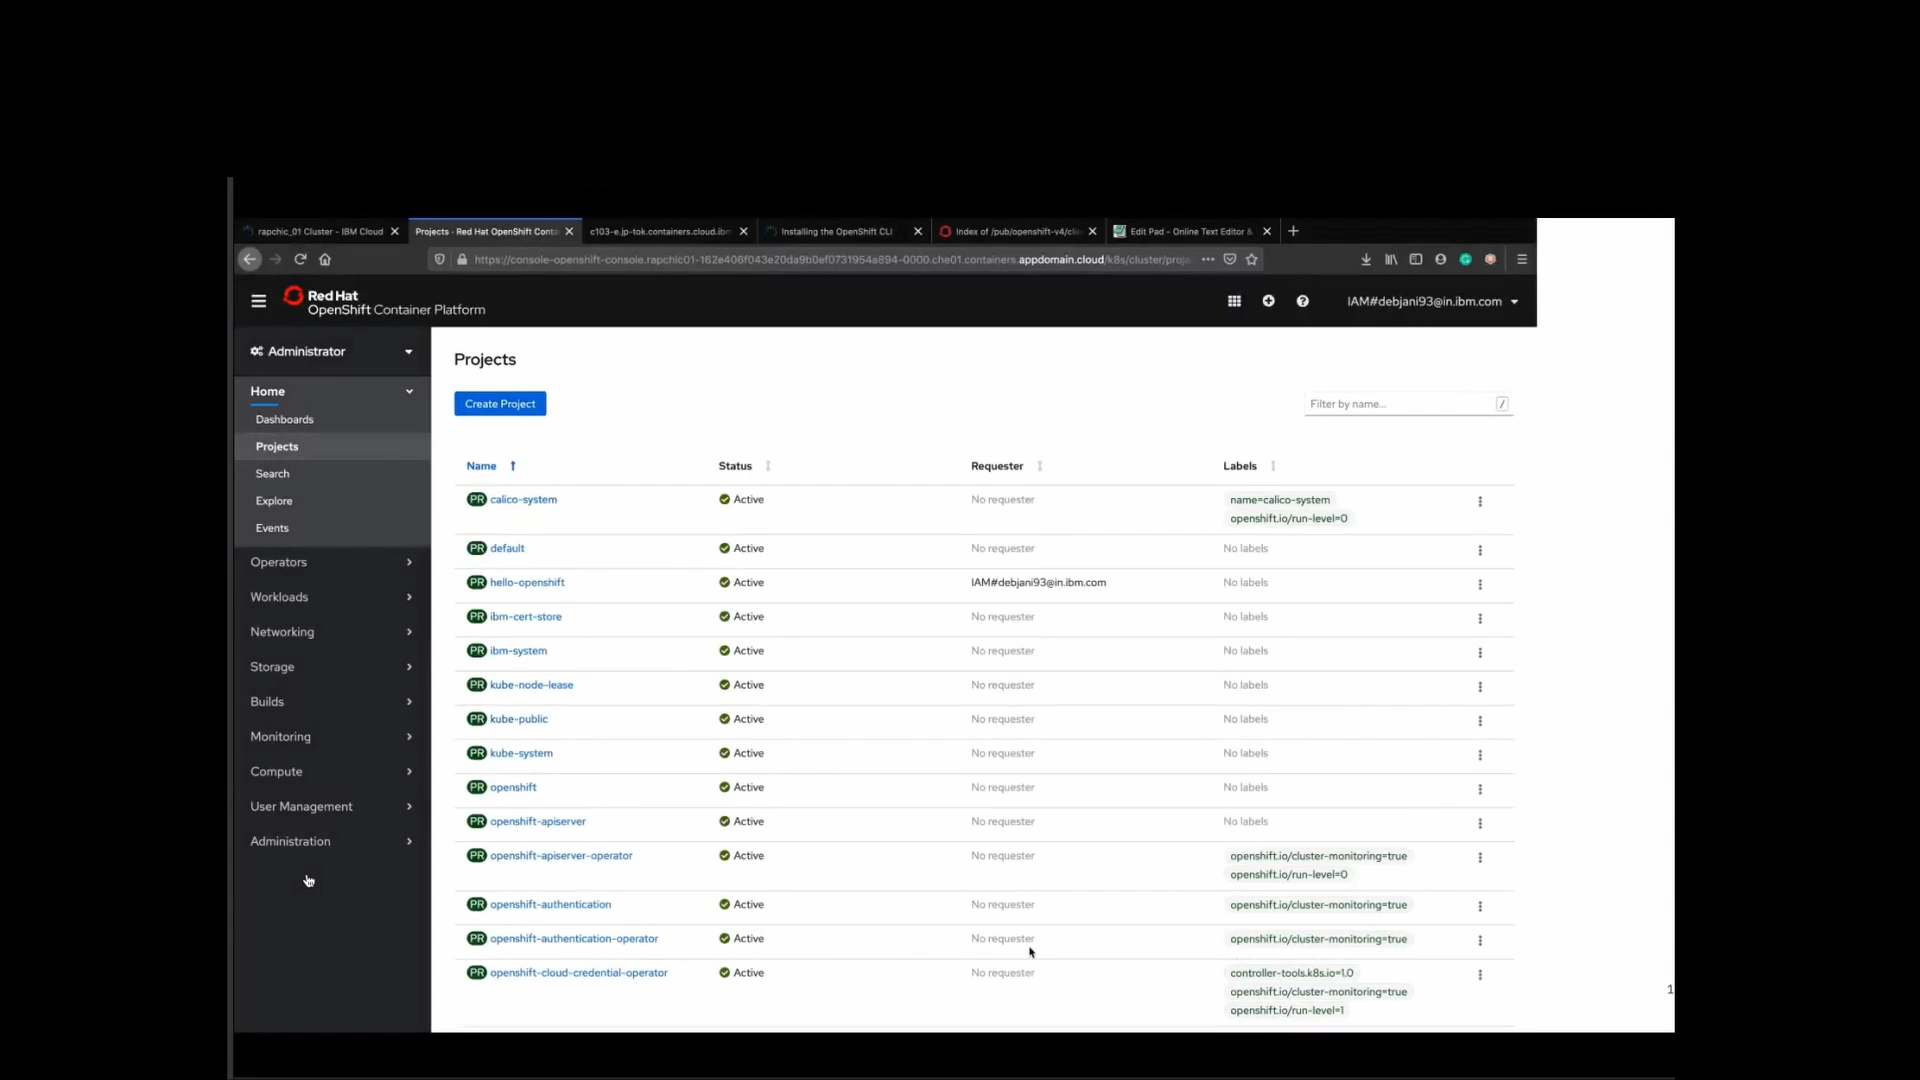 rapchic_01 Cluster - IBM Cloud
Projects - Red Hat OpenShift Conta
c103-e.jp-tok.containers.cloud.ibm
Installing the OpenShift CLI
Index of /pub/openshift-v4/clie
Edit Pad - Online Text Editor &
https://console-openshift-console.rapchic01-162e406f043e20da9b0ef0731954a894-0000.che01.containers.appdomain.cloud/k8s/cluster/proje
Red Hat
OpenShift Container Platform
IAM#debjani93@in.ibm.com
Administrator
Home
Dashboards
Projects
Search
Explore
Events
Operators
Workloads
Networking
Storage
Builds
Monitoring
Compute
User Management
Administration
Projects
Create Project
Filter by name... /
Name Status Requester Labels
PR calico-system Active No requester name=calico-system
openshift.io/run-level=0
PR default Active No requester No labels
PR hello-openshift Active IAM#debjani93@in.ibm.com No labels
PR ibm-cert-store Active No requester No labels
PR ibm-system Active No requester No labels
PR kube-node-lease Active No requester No labels
PR kube-public Active No requester No labels
PR kube-system Active No requester No labels
PR openshift Active No requester No labels
PR openshift-apiserver Active No requester No labels
PR openshift-apiserver-operator Active No requester openshift.io/cluster-monitoring=true
openshift.io/run-level=0
PR openshift-authentication Active No requester openshift.io/cluster-monitoring=true
PR openshift-authentication-operator Active No requester openshift.io/cluster-monitoring=true
PR openshift-cloud-credential-operator Active No requester controller-tools.k8s.io=1.0
openshift.io/cluster-monitoring=true
openshift.io/run-level=1
1